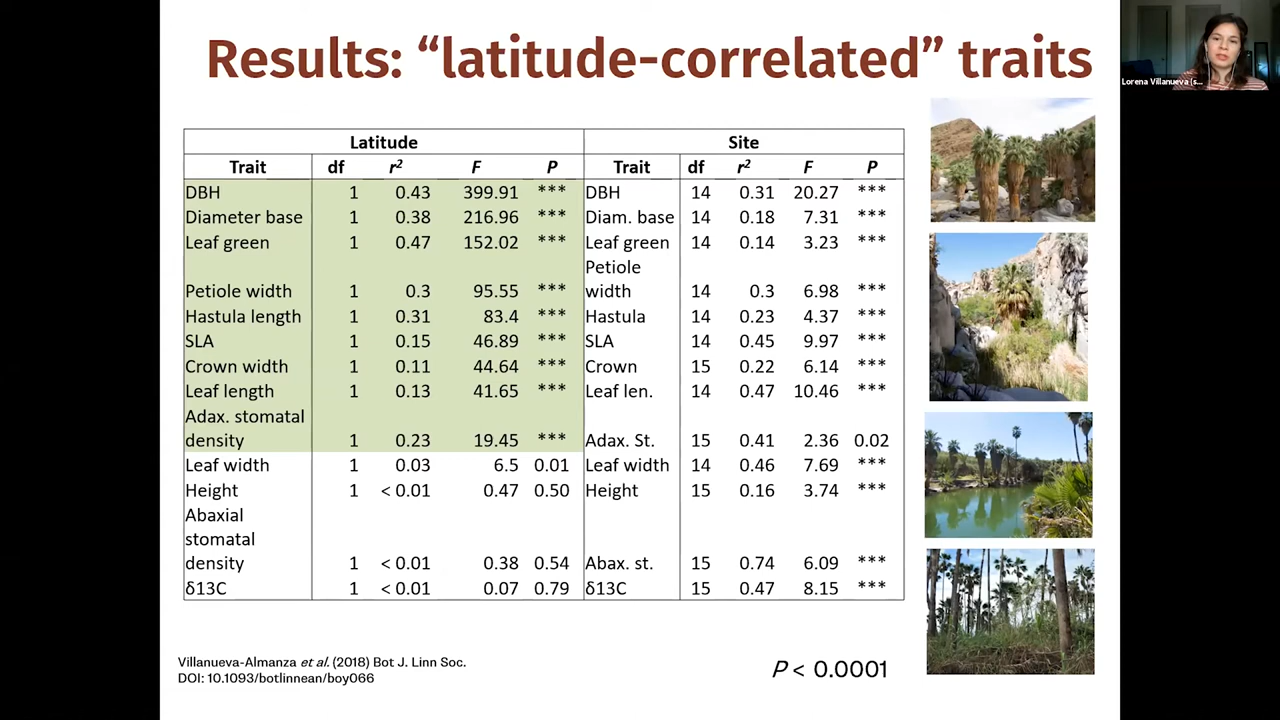 Results: “latitude-correlated” traits
Lorena Villanueva (s...
Latitude Site
Trait df r² F P Trait df r² F P
DBH 1 0.43 399.91 *** DBH 14 0.31 20.27 ***
Diameter base 1 0.38 216.96 *** Diam. base 14 0.18 7.31 ***
Leaf green 1 0.47 152.02 *** Leaf green 14 0.14 3.23 ***
Petiole
Petiole width 1 0.3 95.55 *** width 14 0.3 6.98 ***
Hastula length 1 0.31 83.4 *** Hastula 14 0.23 4.37 ***
SLA 1 0.15 46.89 *** SLA 14 0.45 9.97 ***
Crown width 1 0.11 44.64 *** Crown 15 0.22 6.14 ***
Leaf length 1 0.13 41.65 *** Leaf len. 14 0.47 10.46 ***
Adax. stomatal
density 1 0.23 19.45 *** Adax. St. 15 0.41 2.36 0.02
Leaf width 1 0.03 6.5 0.01 Leaf width 14 0.46 7.69 ***
Height 1 < 0.01 0.47 0.50 Height 15 0.16 3.74 ***
Abaxial
stomatal
density 1 < 0.01 0.38 0.54 Abax. st. 15 0.74 6.09 ***
δ13C 1 < 0.01 0.07 0.79 δ13C 15 0.47 8.15 ***
Villanueva-Almanza et al. (2018) Bot J. Linn Soc.
DOI: 10.1093/botlinnean/boy066
P < 0.0001